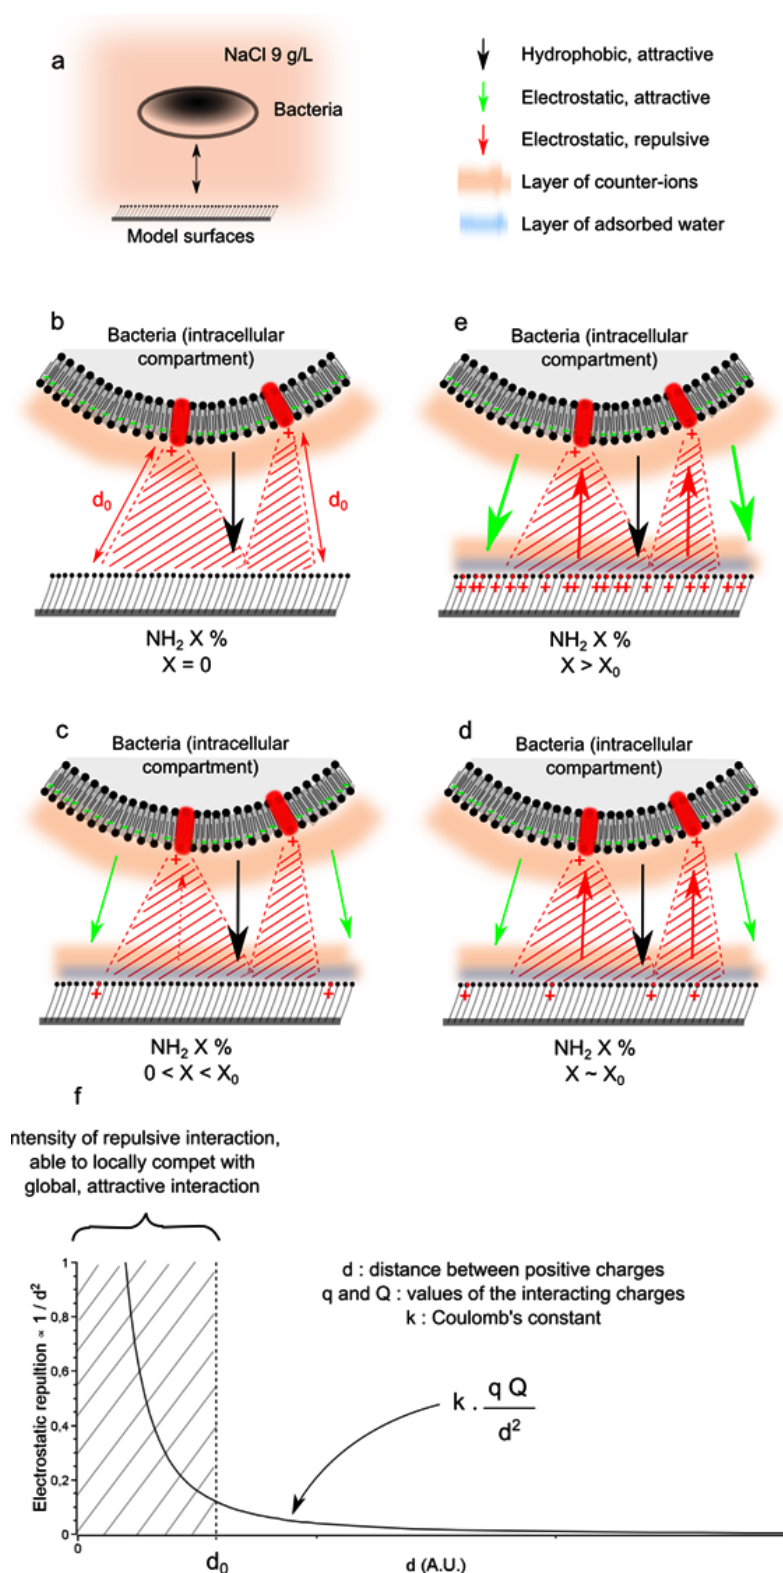 a
NaCl 9 g/L
Bacteria
Model surfaces
Hydrophobic, attractive
Electrostatic, attractive
Electrostatic, repulsive
Layer of counter-ions
Layer of adsorbed water
b
Bacteria (intracellular
compartment)
+ +
d₀ d₀
NH₂ X %
X = 0
e
Bacteria (intracellular
compartment)
+ +
+ + + + + + + + + + + + + + +
NH₂ X %
X > X₀
c
Bacteria (intracellular
compartment)
+ +
+ +
NH₂ X %
0 < X < X₀
d
Bacteria (intracellular
compartment)
+ +
+ + + +
NH₂ X %
X ~ X₀
f
ntensity of repulsive interaction,
able to locally compet with
global, attractive interaction
d : distance between positive charges
q and Q : values of the interacting charges
k : Coulomb's constant
k . q Q / d²
Electrostatic repultion ∝ 1 / d²
1
0,8
0,6
0,4
0,2
0
0
d₀
d (A.U.)